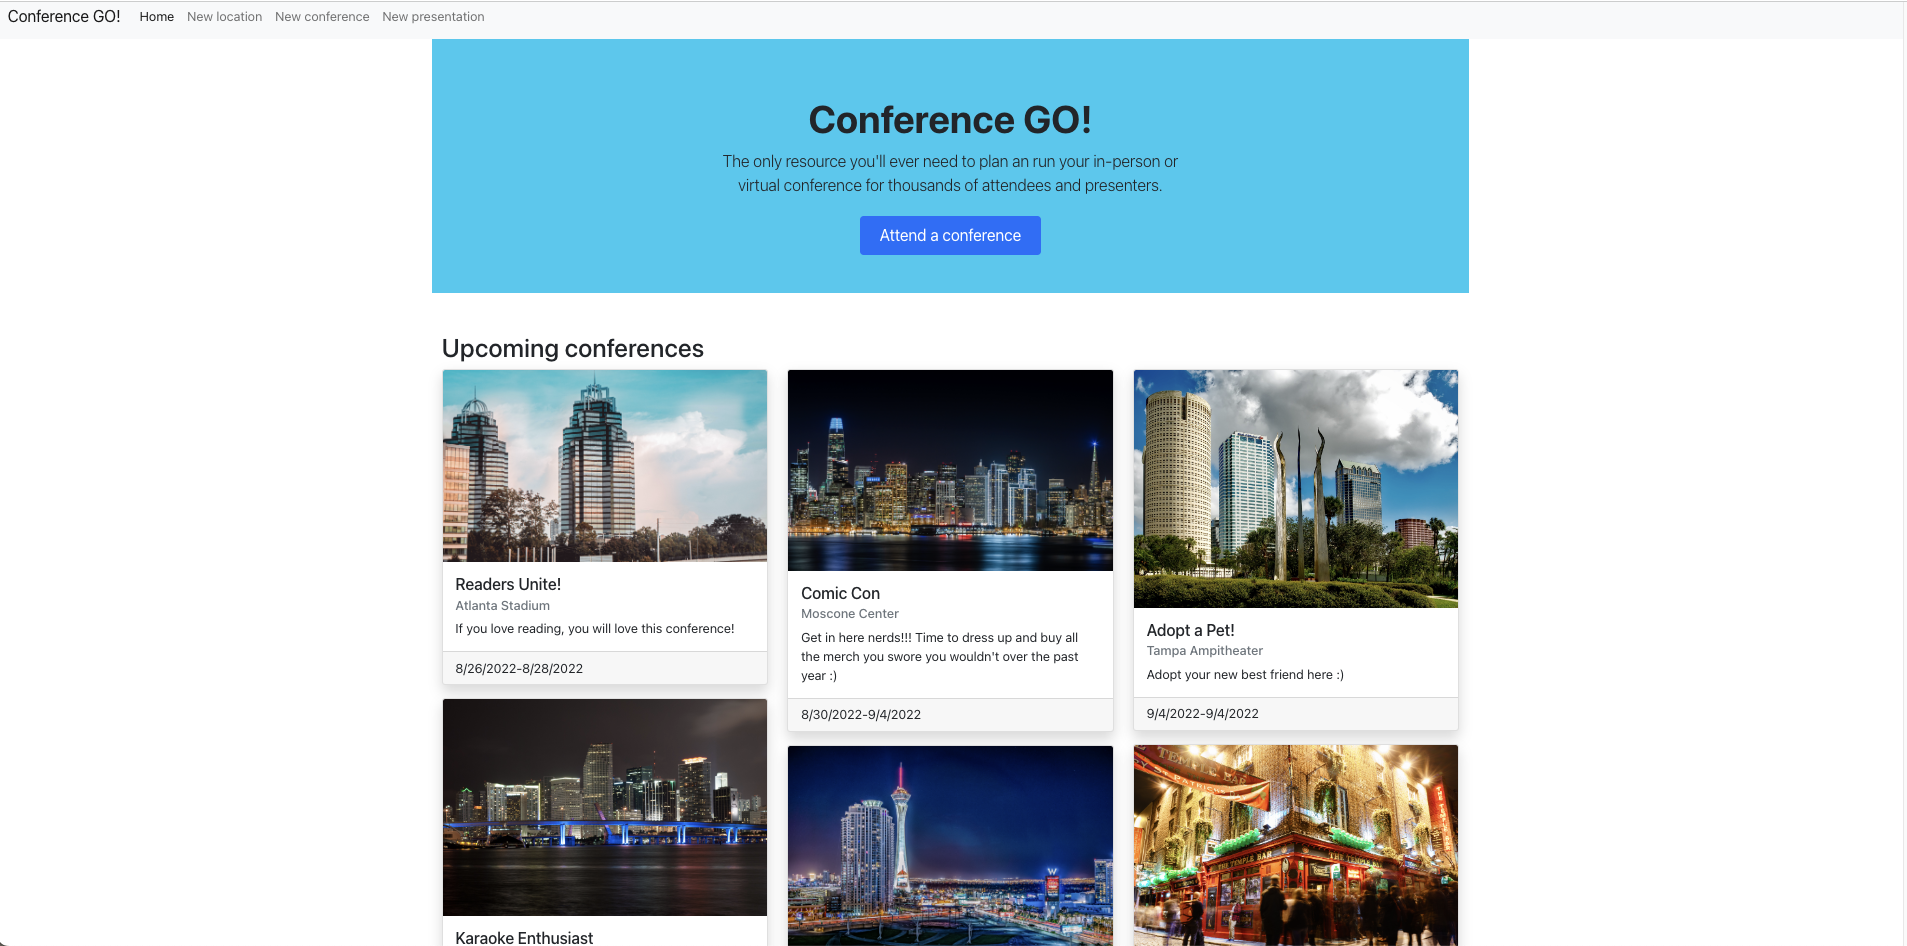 Conference GO! Home New location New conference New presentation
Conference GO!
The only resource you'll ever need to plan an run your in-person or
virtual conference for thousands of attendees and presenters.
Attend a conference
Upcoming conferences
Readers Unite!
Atlanta Stadium
If you love reading, you will love this conference!
8/26/2022-8/28/2022
Comic Con
Moscone Center
Get in here nerds!!! Time to dress up and buy all
the merch you swore you wouldn't over the past
year :)
8/30/2022-9/4/2022
Adopt a Pet!
Tampa Ampitheater
Adopt your new best friend here :)
9/4/2022-9/4/2022
Karaoke Enthusiast
W
TEMPLE BA
THE TEMPLE BAR
THE TEMPLE BA